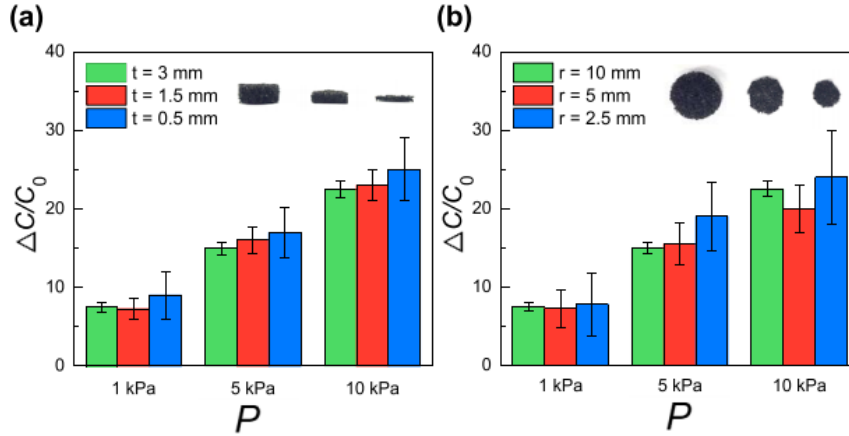 (a)
40
30
20
10
0
ΔC/C₀
t = 3 mm
t = 1.5 mm
t = 0.5 mm
1 kPa
5 kPa
10 kPa
P
(b)
40
30
20
10
0
ΔC/C₀
r = 10 mm
r = 5 mm
r = 2.5 mm
1 kPa
5 kPa
10 kPa
P